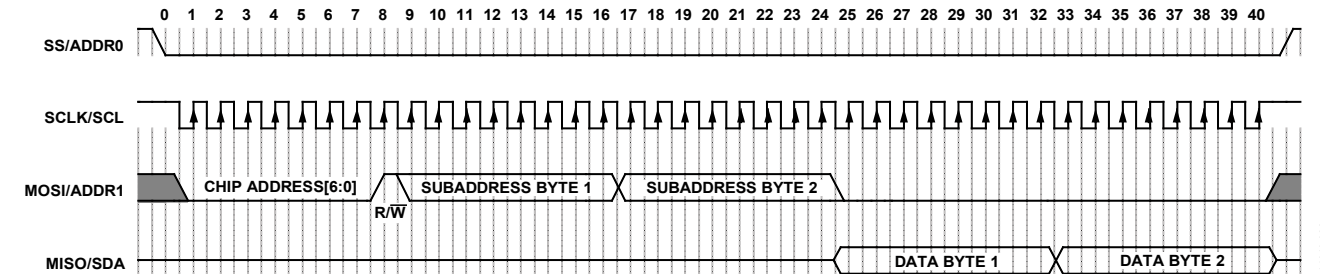 0 1 2 3 4 5 6 7 8 9 10 11 12 13 14 15 16 17 18 19 20 21 22 23 24 25 26 27 28 29 30 31 32 33 34 35 36 37 38 39 40
SS/ADDR0
SCLK/SCL
MOSI/ADDR1 CHIP ADDRESS[6:0] SUBADDRESS BYTE 1 SUBADDRESS BYTE 2
R/W̅
MISO/SDA DATA BYTE 1 DATA BYTE 2